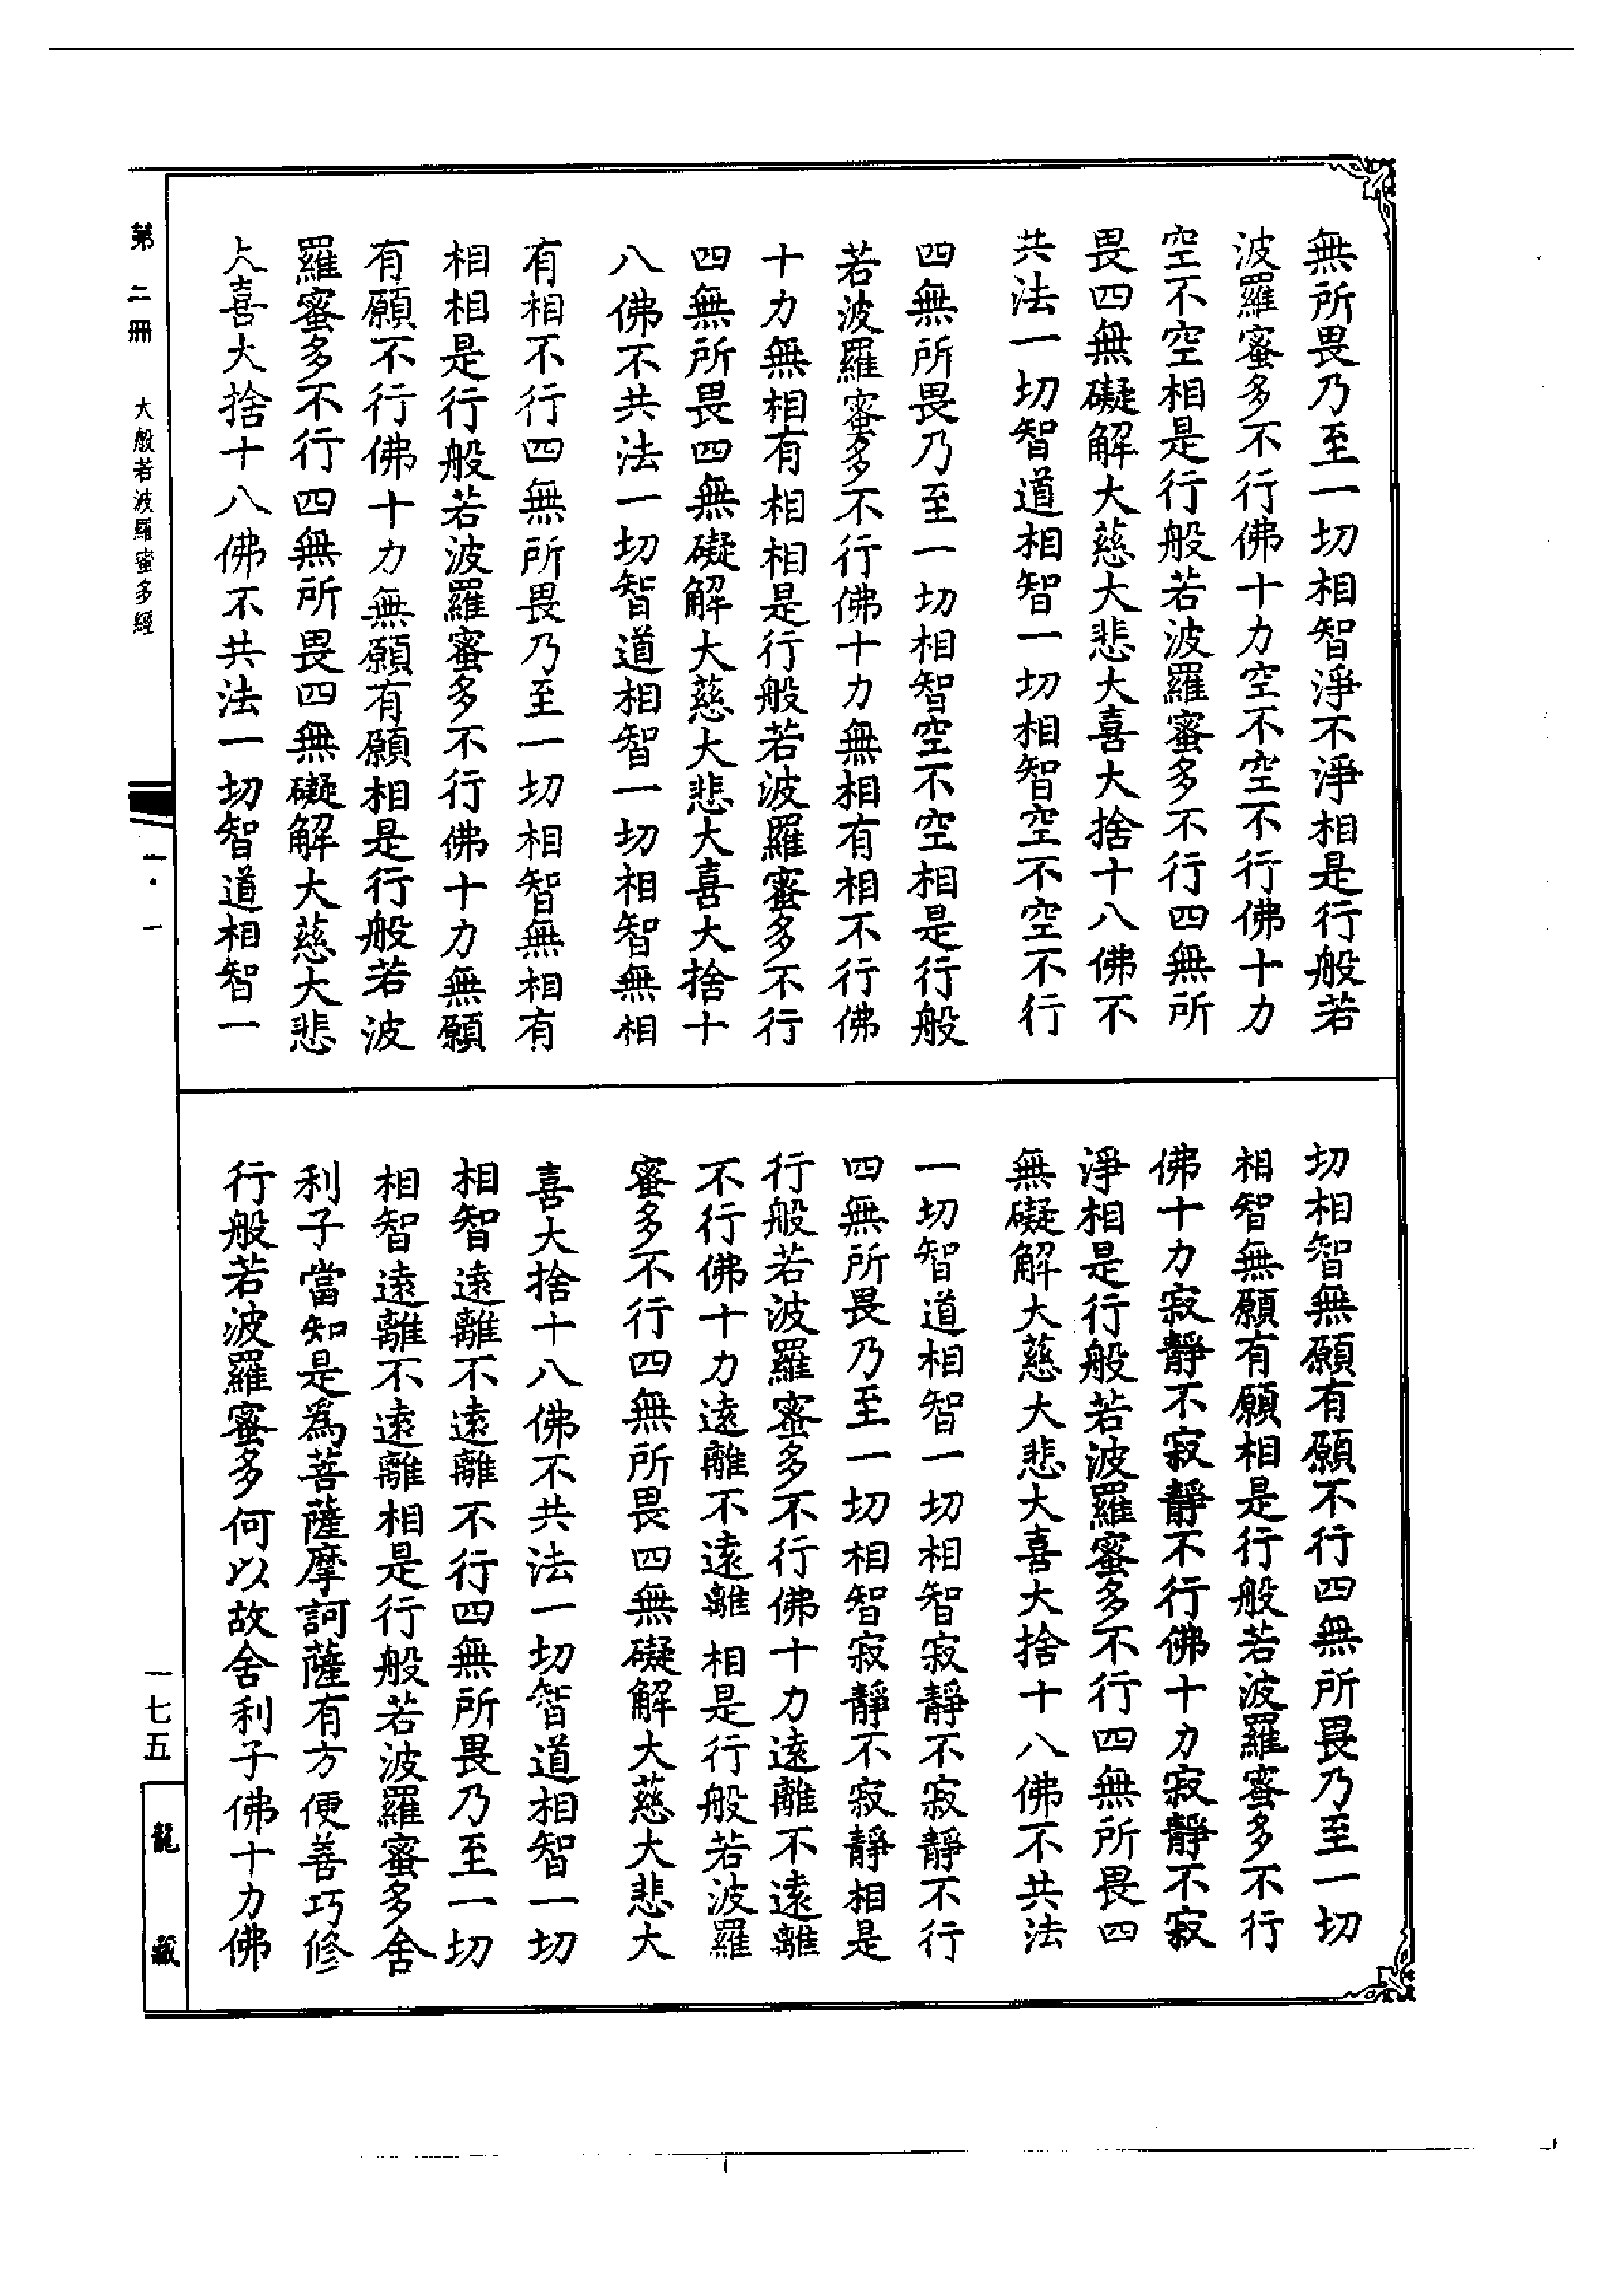 無所畏乃至一切相智淨不淨相是行般若
波羅蜜多不行佛十力空不空不行佛十力
空不空相是行般若波羅蜜多不行四無所
畏四無礙解大慈大悲大喜大捨十八佛不
共法一切智道相智一切相智空不空不行
四無所畏乃至一切相智空不空相是行般
若波羅蜜多不行佛十力無相有相不行佛
十力無相有相相是行般若波羅蜜多不行
四無所畏四無礙解大慈大悲大喜大捨十
八佛不共法一切智道相智一切相智無相
有相不行四無所畏乃至一切相智無相有
相相是行般若波羅蜜多不行佛十力無願
有願不行佛十力無願有願相是行般若波
羅蜜多不行四無所畏四無礙解大慈大悲
大喜大捨十八佛不共法一切智道相智一
切相智無願有願不行四無所畏乃至一切
相智無願有願相是行般若波羅蜜多不行
佛十力寂靜不寂靜不行佛十力寂靜不寂
淨相是行般若波羅蜜多不行四無所畏四
無礙解大慈大悲大喜大捨十八佛不共法
一切智道相智一切相智寂靜不寂靜不行
四無所畏乃至一切相智寂靜不寂靜相是
行般若波羅蜜多不行佛十力遠離不遠離
不行佛十力遠離不遠離相是行般若波羅
蜜多不行四無所畏四無礙解大慈大悲大
喜大捨十八佛不共法一切智道相智一切
相智遠離不遠離不行四無所畏乃至一切
相智遠離不遠離相是行般若波羅蜜多舍
利子當知是為菩薩摩訶薩有方便善巧修
行般若波羅蜜多何以故舍利子佛十力佛
第二冊 大般若波羅蜜多經
一·一
一七五
龍藏